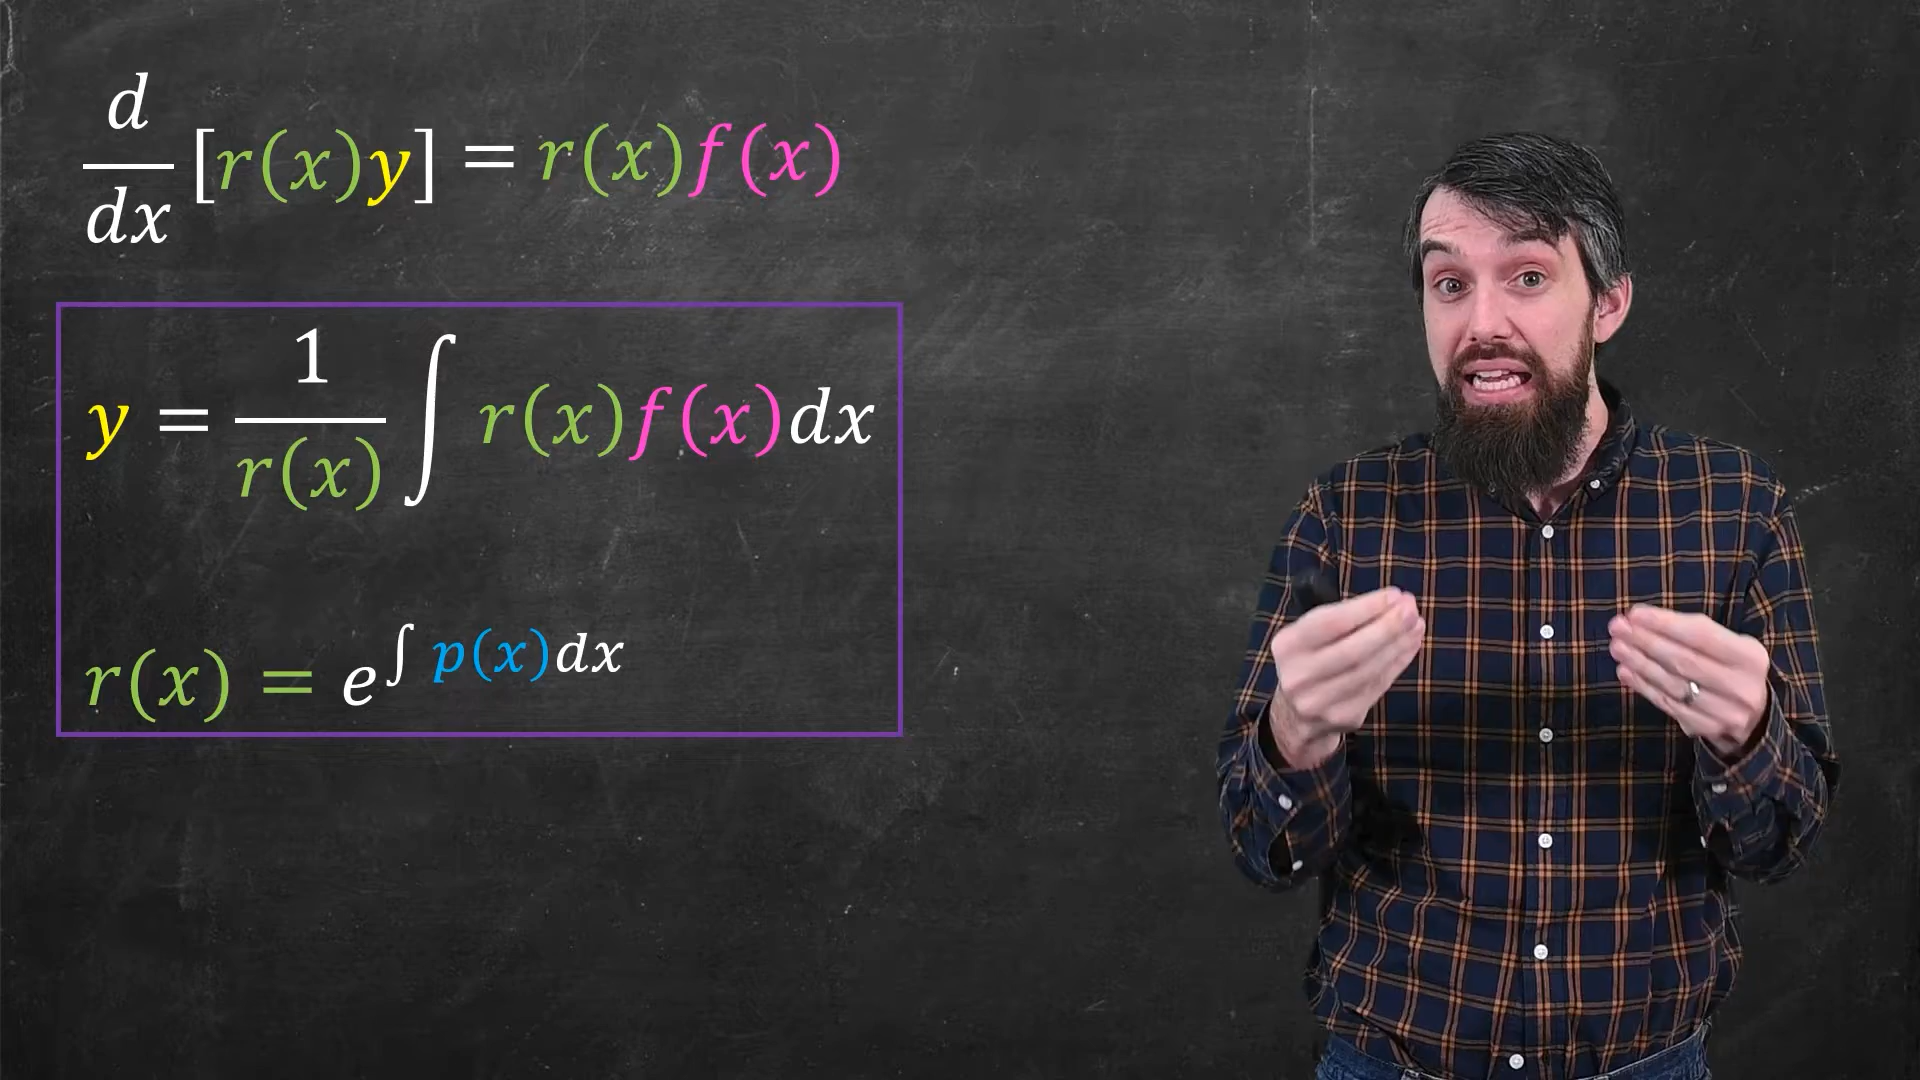 d/dx [r(x)y] = r(x)f(x)
y = 1/r(x) ∫ r(x)f(x)dx
r(x) = e^∫ p(x)dx